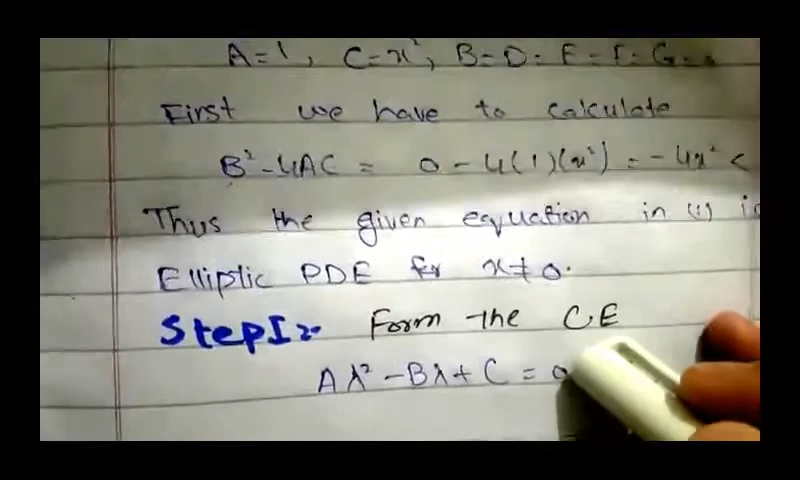 A=1, C=x², B=D=E=F=G=
First we have to calculate
B²-4AC = 0-4(1)(x²) = -4x² <
Thus the given equation in (1) is
Elliptic PDE for x≠0.
Step I:- Form the CE
Aλ² - Bλ + C = 0